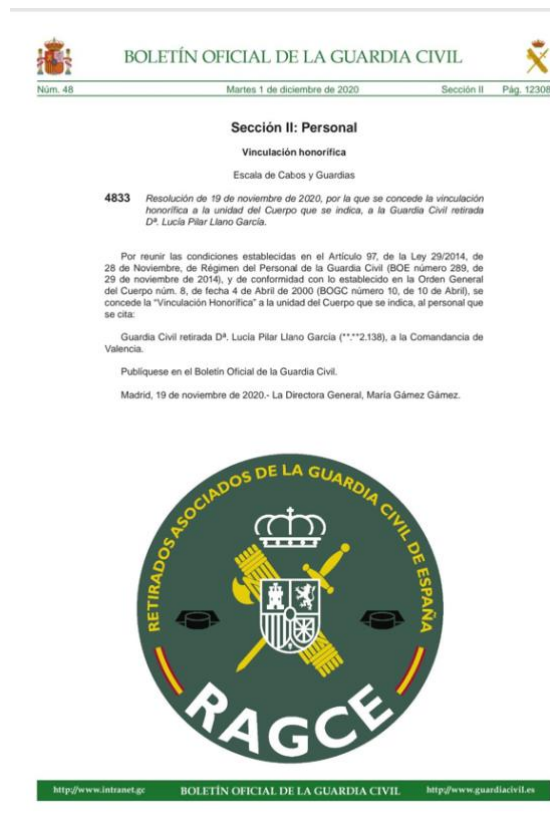 BOLETÍN OFICIAL DE LA GUARDIA CIVIL
Núm. 48 Martes 1 de diciembre de 2020 Sección II Pág. 12308
Sección II: Personal
Vinculación honorífica
Escala de Cabos y Guardias
4833 Resolución de 19 de noviembre de 2020, por la que se concede la vinculación
honorífica a la unidad del Cuerpo que se indica, a la Guardia Civil retirada
Dª. Lucía Pilar Llano García.
Por reunir las condiciones establecidas en el Artículo 97, de la Ley 29/2014, de
28 de Noviembre, de Régimen del Personal de la Guardia Civil (BOE número 289, de
29 de noviembre de 2014), y de conformidad con lo establecido en la Orden General
del Cuerpo núm. 8, de fecha 4 de Abril de 2000 (BOGC número 10, de 10 de Abril), se
concede la "Vinculación Honorífica" a la unidad del Cuerpo que se indica, al personal que
se cita:
Guardia Civil retirada Dª. Lucía Pilar Llano García (**.**2.138), a la Comandancia de
Valencia.
Publíquese en el Boletín Oficial de la Guardia Civil.
Madrid, 19 de noviembre de 2020.- La Directora General, María Gámez Gámez.
RETIRADOS ASOCIADOS DE LA GUARDIA CIVIL DE ESPAÑA
RAGCE
http://www.intranet.gc BOLETÍN OFICIAL DE LA GUARDIA CIVIL http://www.guardiacivil.es